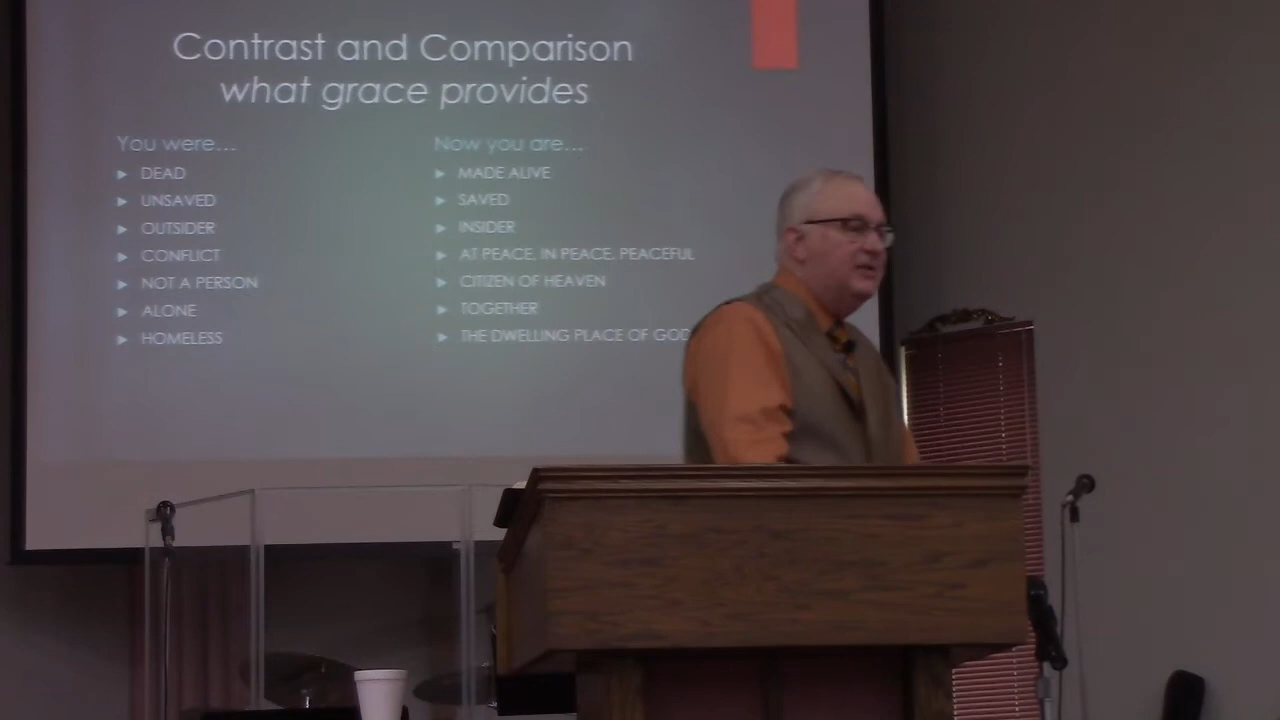 Contrast and Comparison
what grace provides
You were...
DEAD
UNSAVED
OUTSIDER
CONFLICT
NOT A PERSON
ALONE
HOMELESS
Now you are...
MADE ALIVE
SAVED
INSIDER
AT PEACE, IN PEACE, PEACEFUL
CITIZEN OF HEAVEN
TOGETHER
THE DWELLING PLACE OF GOD